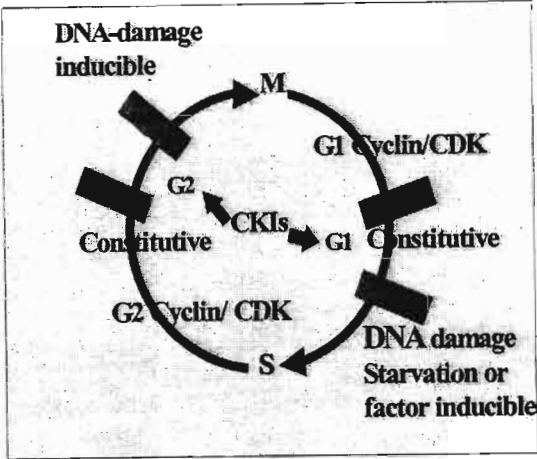 DNA-damage
inducible
M
G1 Cyclin/CDK
G2
CKIs
G1
Constitutive
Constitutive
G2 Cyclin/ CDK
S
DNA damage
Starvation or
factor inducible